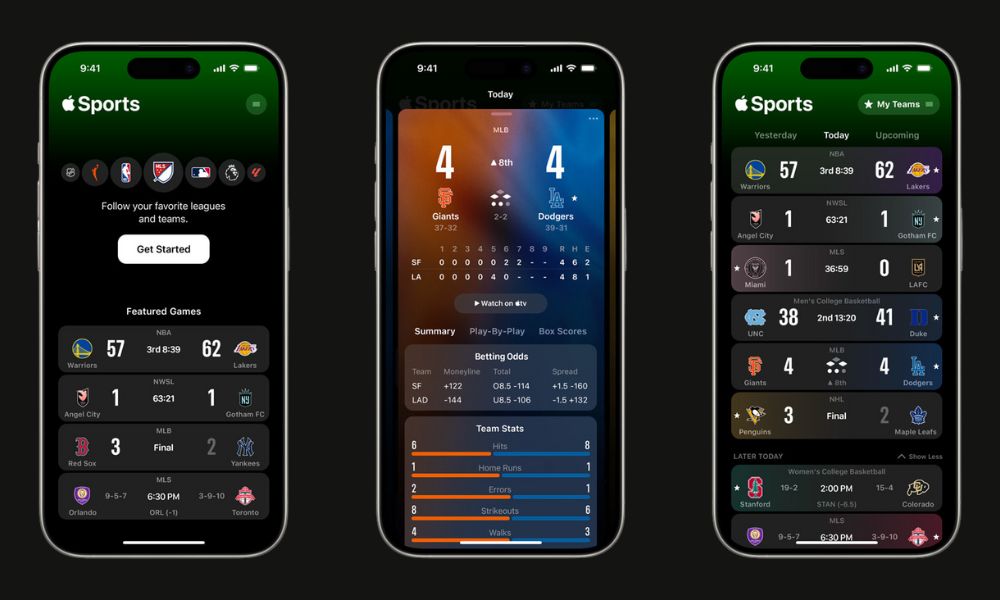 9:41
Sports
MLS
Follow your favorite leagues
and teams.
Get Started
Featured Games
NBA
57 3rd 8:39 62
Warriors Lakers
NWSL
1 63:21 1
Angel City Gotham FC
MLB
3 Final 2
Red Sox Yankees
MLS
9-5-7 6:30 PM 3-9-10
Orlando ORL (-1) Toronto
9:41
Sports My Teams
Today
MLB
4 ▲ 8th 4
Giants 2-2 Dodgers
37-32 39-31
1 2 3 4 5 6 7 8 9 R H E
SF 0 0 0 0 0 2 2 - - 4 6 2
LA 0 0 0 0 4 0 - - - 4 8 1
Watch on tv
Summary Play-By-Play Box Scores
Betting Odds
Team Moneyline Total Spread
SF +122 O8.5 -114 +1.5 -160
LAD -144 U8.5 -106 -1.5 +132
Team Stats
6 Hits 8
1 Home Runs 1
2 Errors 1
8 Strikeouts 6
4 Walks 3
9:41
Sports ★ My Teams
Yesterday Today Upcoming
NBA
57 3rd 8:39 62
Warriors Lakers
NWSL
1 63:21 1
Angel City NY Gotham FC
MLS
1 36:59 0
Miami LAFC
Men's College Basketball
38 2nd 13:20 41
UNC Duke
MLB
4 4
Giants ▲ 8th Dodgers
NHL
3 Final 2
Penguins Maple Leafs
LATER TODAY Show Less
Women's College Basketball
19-2 2:00 PM 15-4
Stanford STAN (-6.5) Colorado
MLS
9-5-7 6:30 PM 3-9-10
Orlando Toronto